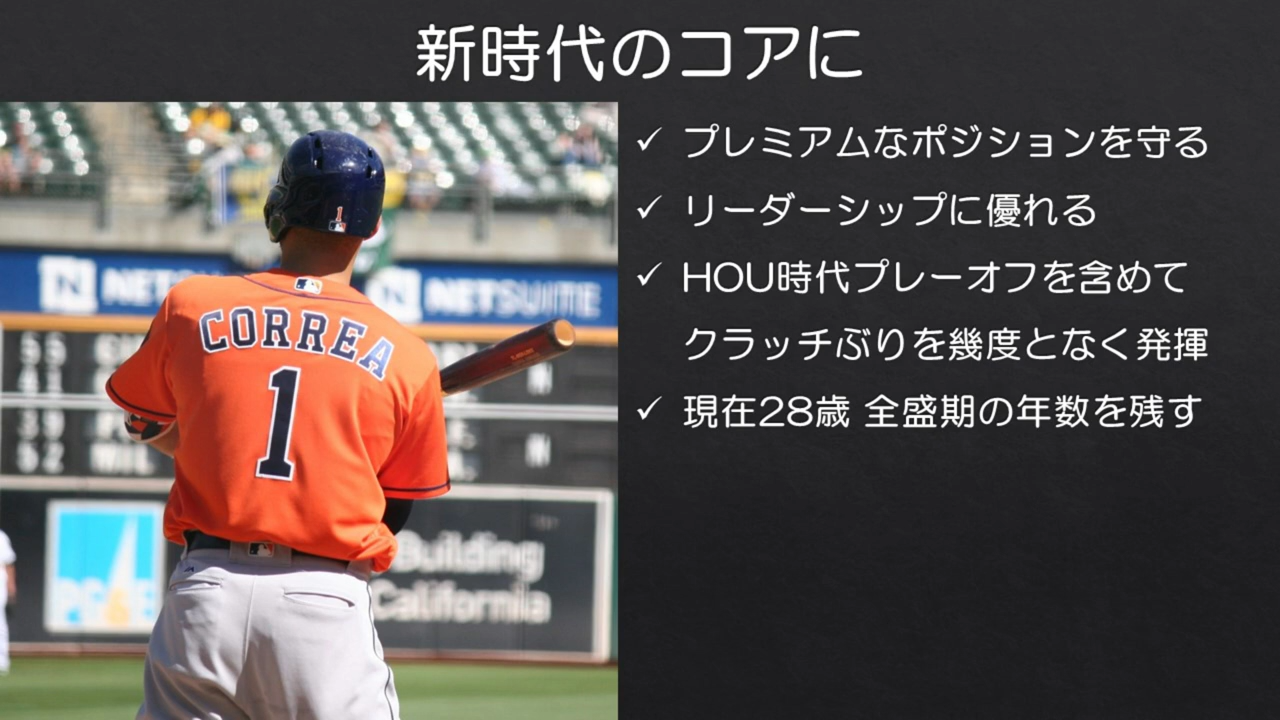 新時代のコアに
✓ プレミアムなポジションを守る
✓ リーダーシップに優れる
✓ HOU時代プレーオフを含めて
クラッチぶりを幾度となく発揮
✓ 現在28歳 全盛期の年数を残す
1
NETSUITE
CORREA
1
Building
California
PG&E